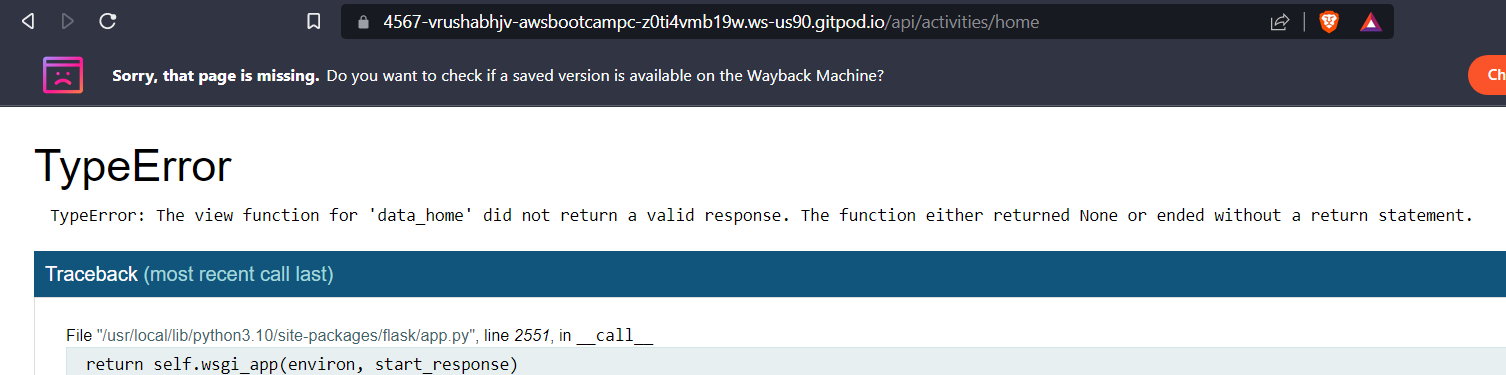 4567-vrushabhjv-awsbootcampc-z0ti4vmb19w.ws-us90.gitpod.io/api/activities/home
Sorry, that page is missing. Do you want to check if a saved version is available on the Wayback Machine?
Ch
TypeError
TypeError: The view function for 'data_home' did not return a valid response. The function either returned None or ended without a return statement.
Traceback (most recent call last)
File "/usr/local/lib/python3.10/site-packages/flask/app.py", line 2551, in __call__
return self.wsgi_app(environ, start_response)